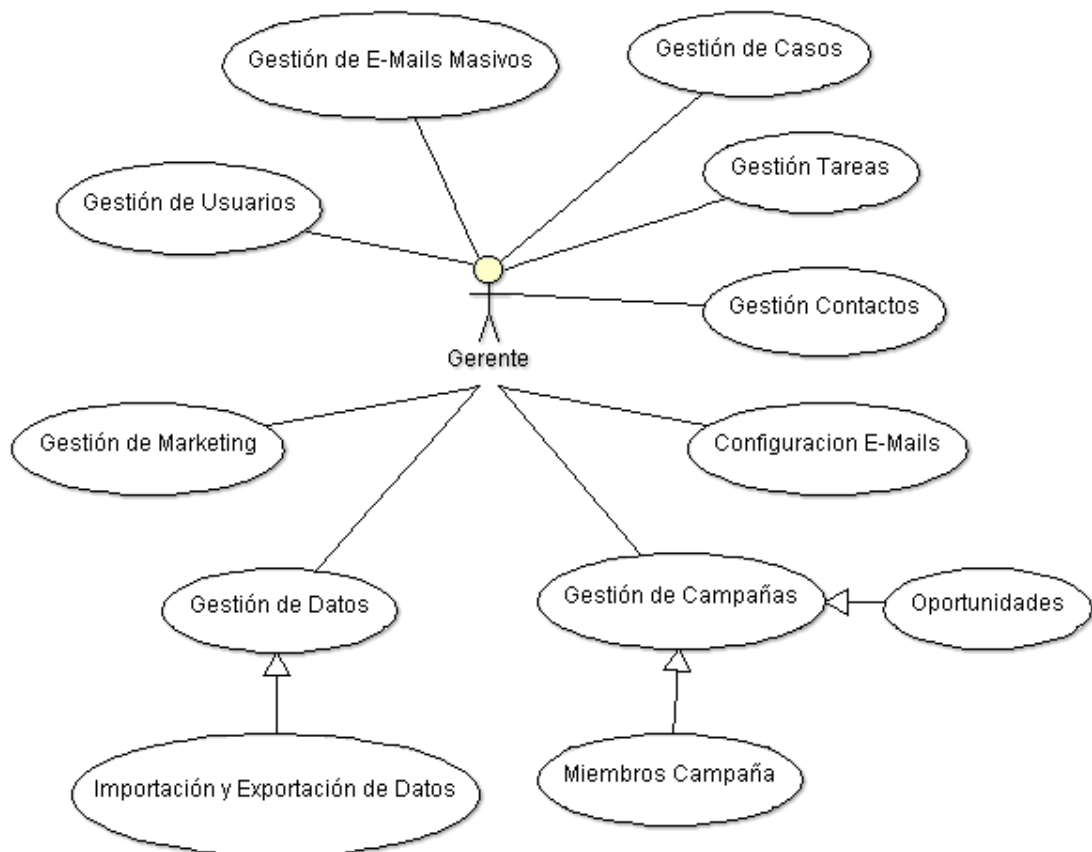 Gestión de E-Mails Masivos
Gestión de Casos
Gestión Tareas
Gestión de Usuarios
Gestión Contactos
Gerente
Gestión de Marketing
Configuracion E-Mails
Gestión de Datos
Gestión de Campañas
Oportunidades
Importación y Exportación de Datos
Miembros Campaña